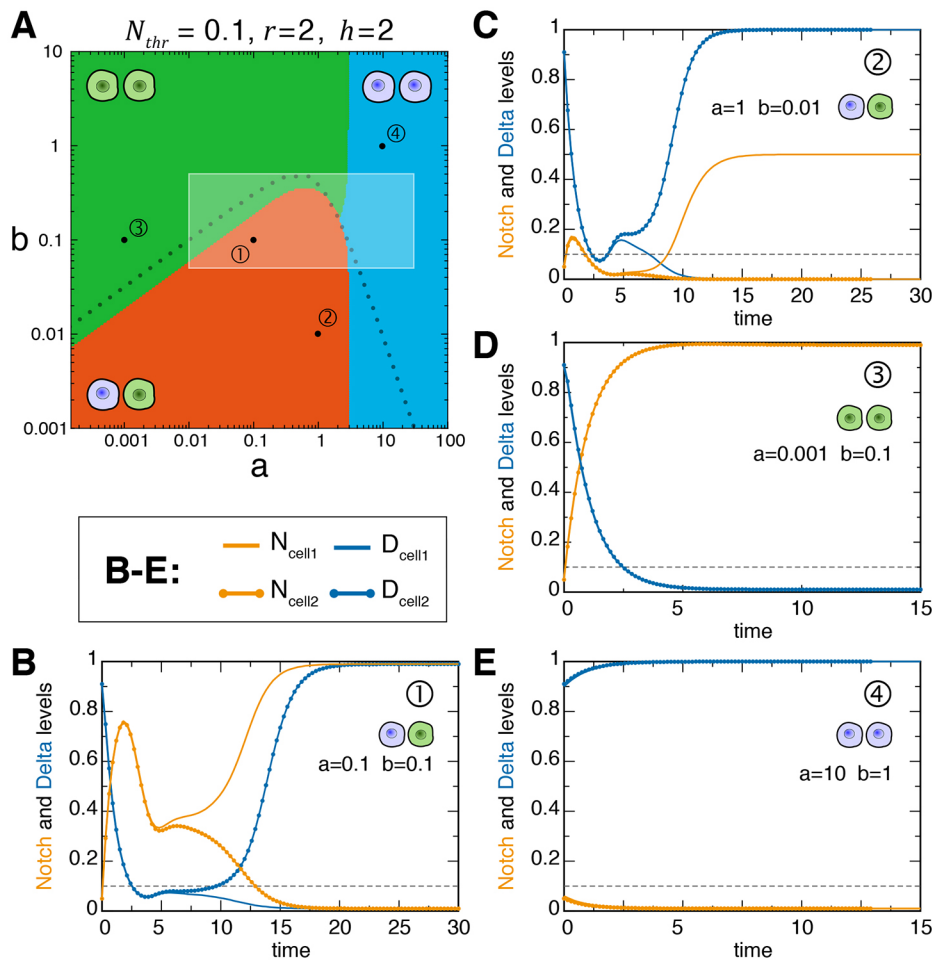 A
N_thr = 0.1, r=2, h=2
10
1
0.1
0.01
0.001
b
0.001
0.01
0.1
1
10
100
a
①
②
③
④
B-E:
N_cell1
D_cell1
N_cell2
D_cell2
B
①
a=0.1 b=0.1
Notch and Delta levels
1
0.8
0.6
0.4
0.2
0
0
5
10
15
20
25
30
time
C
②
a=1 b=0.01
Notch and Delta levels
1
0.8
0.6
0.4
0.2
0
0
5
10
15
20
25
30
time
D
③
a=0.001 b=0.1
Notch and Delta levels
1
0.8
0.6
0.4
0.2
0
0
5
10
15
time
E
④
a=10 b=1
Notch and Delta levels
1
0.8
0.6
0.4
0.2
0
0
5
10
15
time